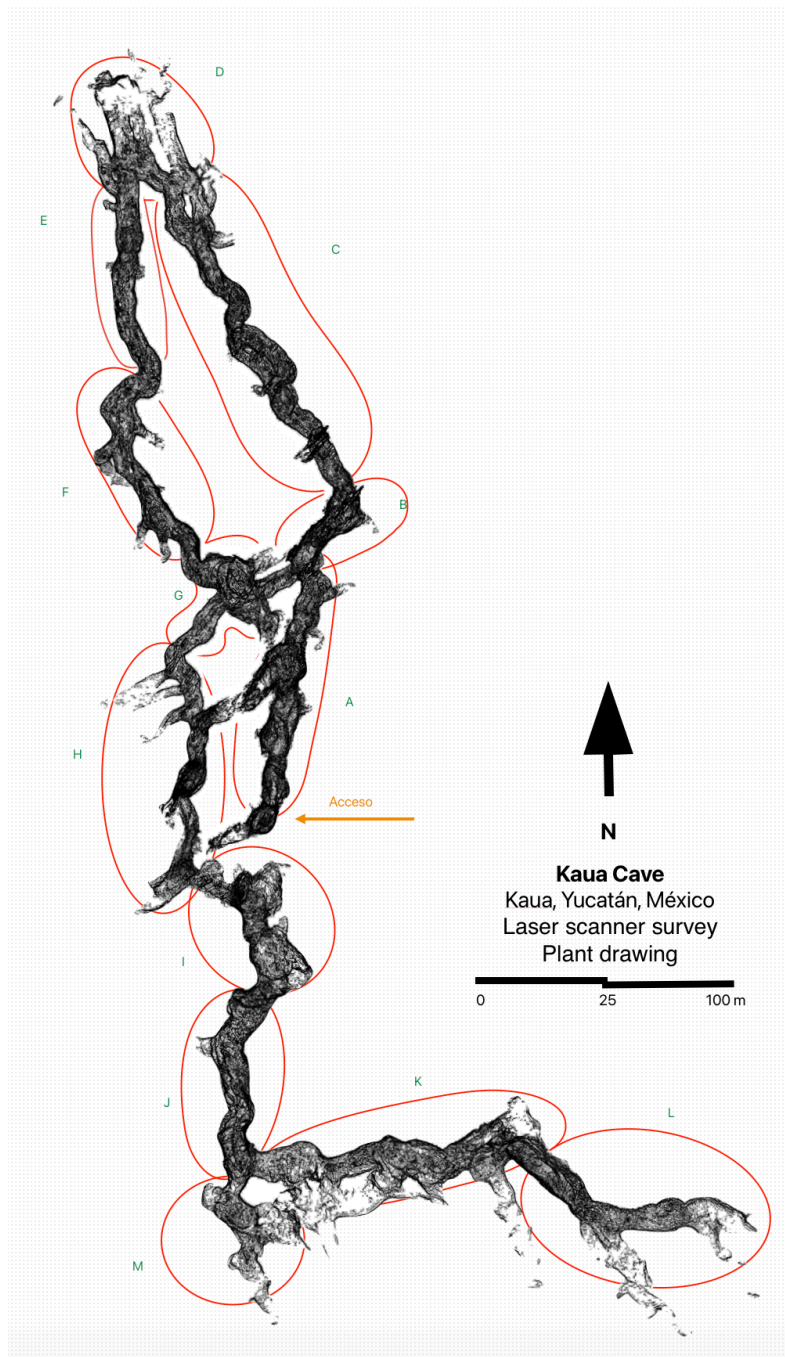 D
E
C
F
B
G
A
H
Acceso
N
Kaua Cave
Kaua, Yucatán, México
Laser scanner survey
Plant drawing
I
0 25 100 m
K
J
L
M